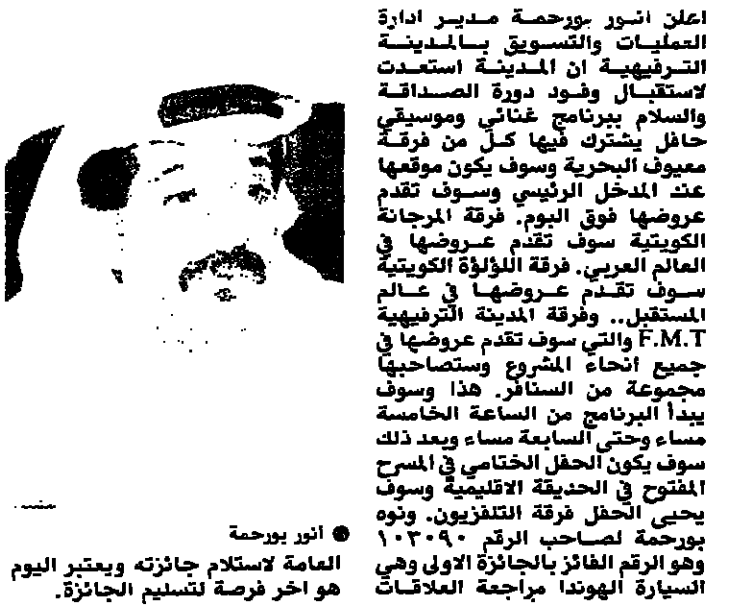 اعلن انور بورحمة مدير ادارة
العمليات والتسويق بالمدينة
الترفيهية ان المدينة استعدت
لاستقبال وفود دورة الصداقة
والسلام ببرنامج غنائي وموسيقي
حافل يشترك فيها كل من فرقة
معيوف البحرية وسوف يكون موقعها
عند المدخل الرئيسي وسوف تقدم
عروضها فوق البوم. فرقة المرجانة
الكويتية سوف تقدم عروضها في
العالم العربي. فرقة اللؤلؤة الكويتية
سوف تقدم عروضها في عالم
المستقبل.. وفرقة المدينة الترفيهية
F.M.T والتي سوف تقدم عروضها في
جميع انحاء المشروع وستصاحبها
مجموعة من السنافر. هذا وسوف
يبدأ البرنامج من الساعة الخامسة
مساء وحتى السابعة مساء وبعد ذلك
سوف يكون الحفل الختامي في المسرح
المفتوح في الحديقة الاقليمية وسوف
يحيى الحفل فرقة التلفزيون. ونوه
بورحمة لصاحب الرقم ١٠٣٠٩٠
وهو الرقم الفائز بالجائزة الاولى وهي
السيارة الهوندا مراجعة العلاقات
● أنور بورحمة
العامة لاستلام جائزته ويعتبر اليوم
هو اخر فرصة لتسليم الجائزة.